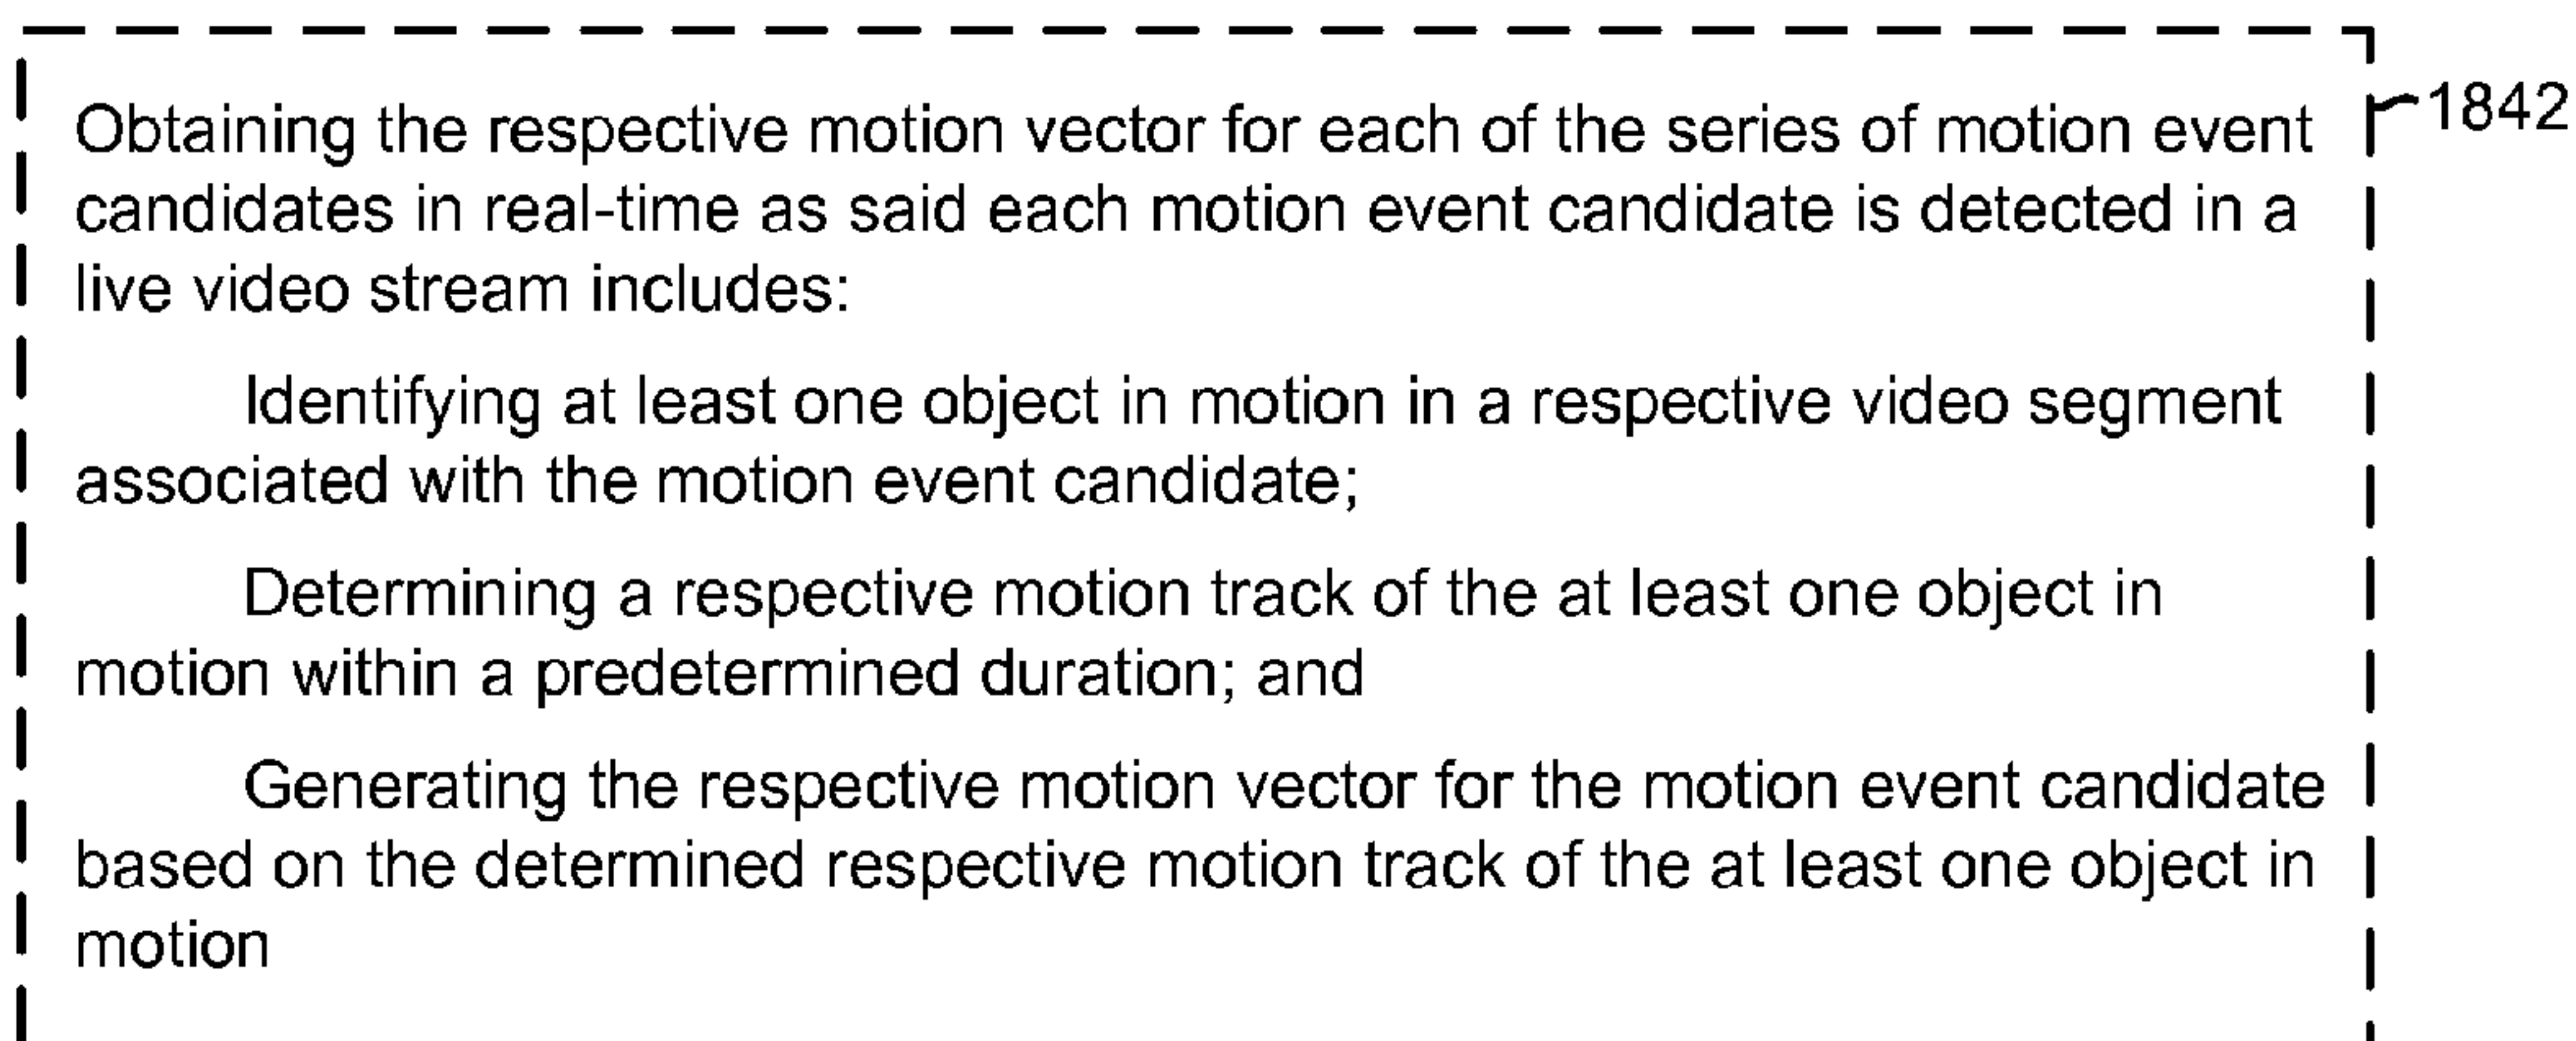 Obtaining the respective motion vector for each of the series of motion event
candidates in real-time as said each motion event candidate is detected in a
live video stream includes:
Identifying at least one object in motion in a respective video segment
associated with the motion event candidate;
Determining a respective motion track of the at least one object in
motion within a predetermined duration; and
Generating the respective motion vector for the motion event candidate
based on the determined respective motion track of the at least one object in
motion
1842